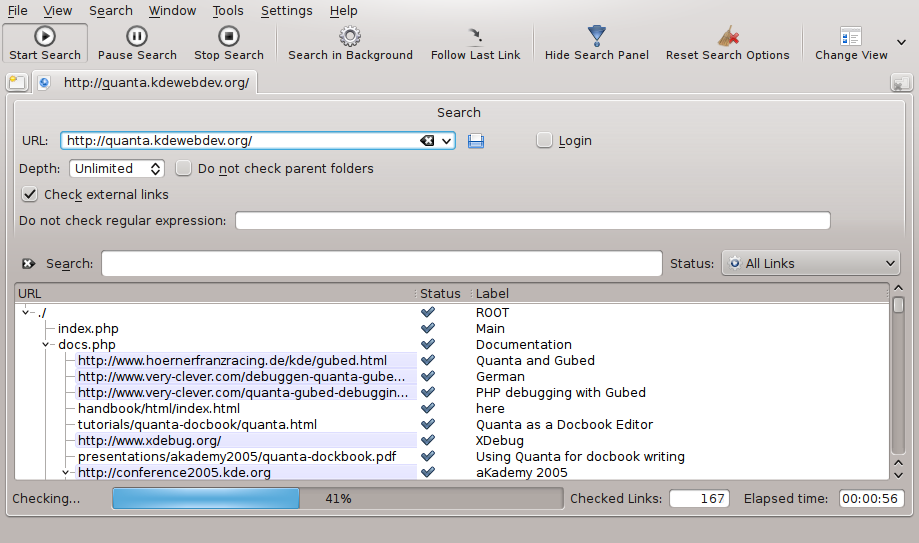 File View Search Window Tools Settings Help
Start Search Pause Search Stop Search Search in Background Follow Last Link Hide Search Panel Reset Search Options Change View
http://quanta.kdewebdev.org/
Search
URL: http://quanta.kdewebdev.org/ Login
Depth: Unlimited Do not check parent folders
Check external links
Do not check regular expression:
Search: Status: All Links
URL Status Label
./ ROOT
index.php Main
docs.php Documentation
http://www.hoernerfranzracing.de/kde/gubed.html Quanta and Gubed
http://www.very-clever.com/debuggen-quanta-gube... German
http://www.very-clever.com/quanta-gubed-debuggin... PHP debugging with Gubed
handbook/html/index.html here
tutorials/quanta-docbook/quanta.html Quanta as a Docbook Editor
http://www.xdebug.org/ XDebug
presentations/akademy2005/quanta-dockbook.pdf Using Quanta for docbook writing
http://conference2005.kde.org aKademy 2005
Checking... 41% Checked Links: 167 Elapsed time: 00:00:56